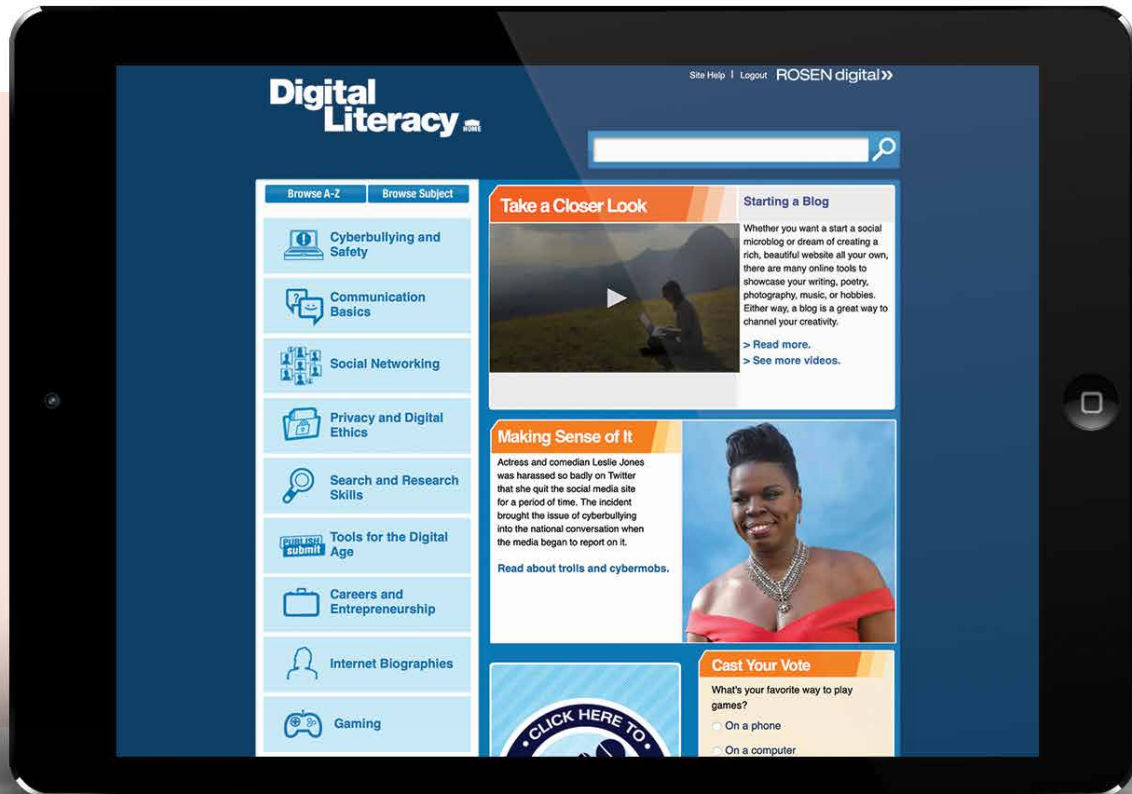 Digital
Literacy HOME
Site Help | Logout ROSEN digital»
Browse A-Z Browse Subject
Cyberbullying and
Safety
Communication
Basics
Social Networking
Privacy and Digital
Ethics
Search and Research
Skills
PUBLISH
submit
Tools for the Digital
Age
Careers and
Entrepreneurship
Internet Biographies
Gaming
Take a Closer Look
Starting a Blog
Whether you want a start a social
microblog or dream of creating a
rich, beautiful website all your own,
there are many online tools to
showcase your writing, poetry,
photography, music, or hobbies.
Either way, a blog is a great way to
channel your creativity.
> Read more.
> See more videos.
Making Sense of It
Actress and comedian Leslie Jones
was harassed so badly on Twitter
that she quit the social media site
for a period of time. The incident
brought the issue of cyberbullying
into the national conversation when
the media began to report on it.
Read about trolls and cybermobs.
• CLICK HERE TO •
Cast Your Vote
What's your favorite way to play
games?
On a phone
On a computer